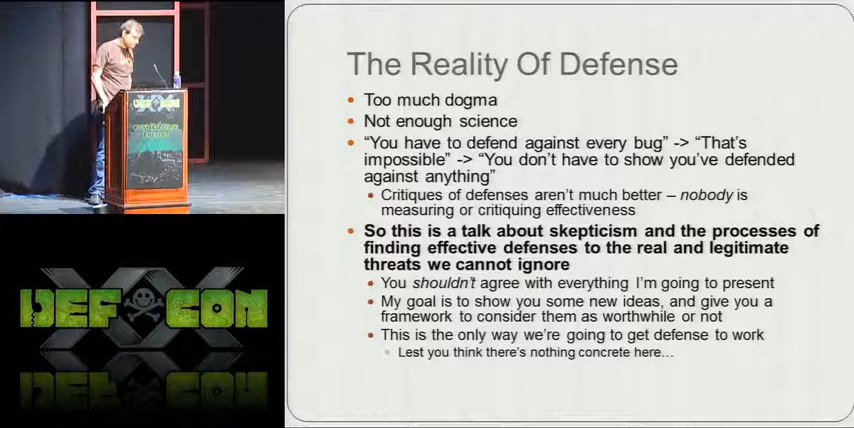 The Reality Of Defense
Too much dogma
Not enough science
“You have to defend against every bug” -> “That’s
impossible” -> “You don’t have to show you’ve defended
against anything”
Critiques of defenses aren’t much better – nobody is
measuring or critiquing effectiveness
So this is a talk about skepticism and the processes of
finding effective defenses to the real and legitimate
threats we cannot ignore
You shouldn’t agree with everything I’m going to present
My goal is to show you some new ideas, and give you a
framework to consider them as worthwhile or not
This is the only way we’re going to get defense to work
Lest you think there’s nothing concrete here…
DEF CON
XX
DEF CON